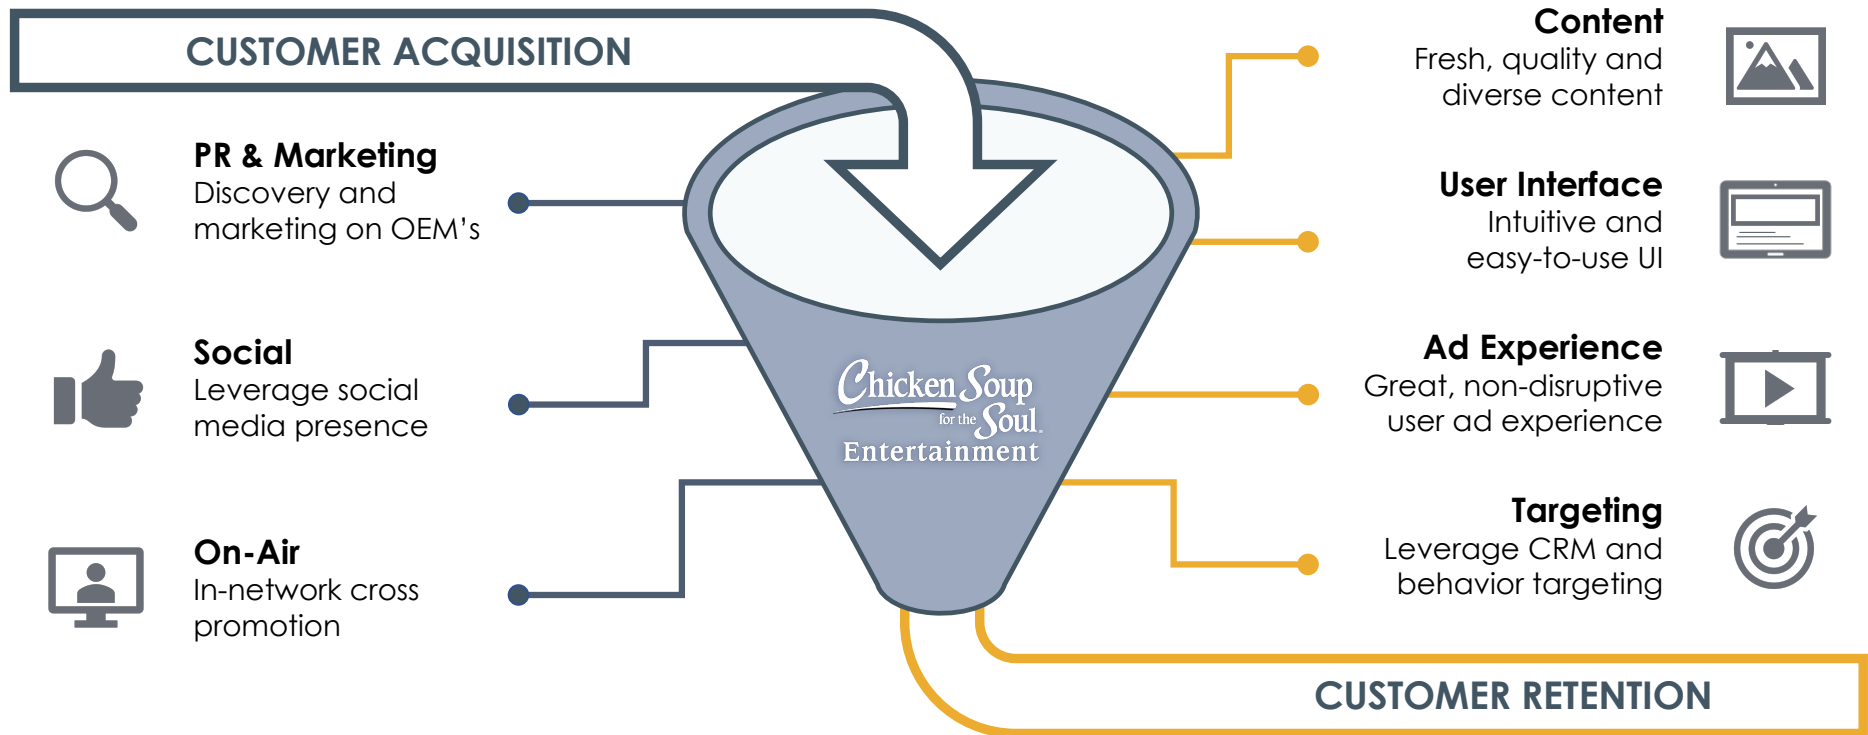 CUSTOMER ACQUISITION
PR & Marketing
Discovery and
marketing on OEM's
Social
Leverage social
media presence
On-Air
In-network cross
promotion
Chicken Soup
for the Soul
Entertainment
Content
Fresh, quality and
diverse content
User Interface
Intuitive and
easy-to-use UI
Ad Experience
Great, non-disruptive
user ad experience
Targeting
Leverage CRM and
behavior targeting
CUSTOMER RETENTION